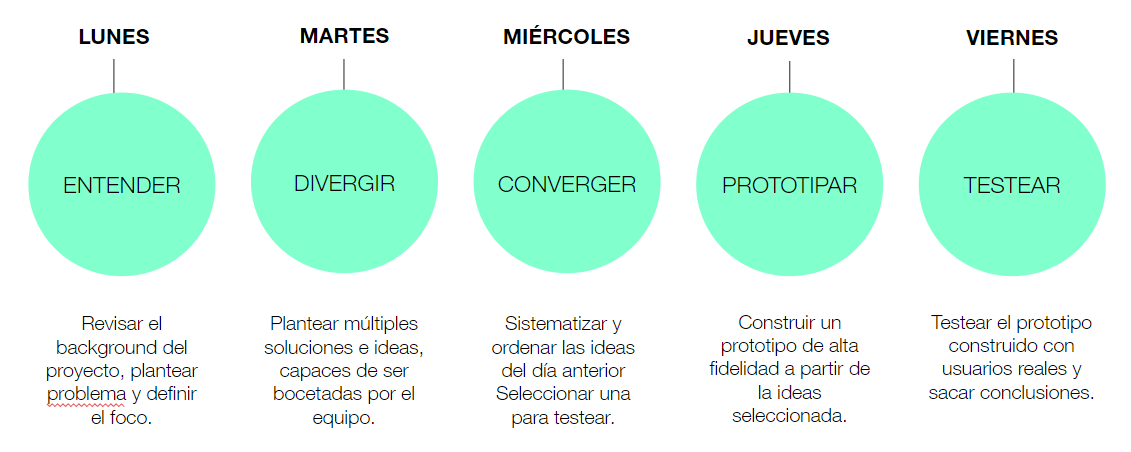 LUNES
MARTES
MIÉRCOLES
JUEVES
VIERNES
ENTENDER
DIVERGIR
CONVERGER
PROTOTIPAR
TESTEAR
Revisar el
background del
proyecto, plantear
problema y definir
el foco.
Plantear múltiples
soluciones e ideas,
capaces de ser
bocetadas por el
equipo.
Sistematizar y
ordenar las ideas
del día anterior
Seleccionar una
para testear.
Construir un
prototipo de alta
fidelidad a partir de
la ideas
seleccionada.
Testear el prototipo
construido con
usuarios reales y
sacar conclusiones.